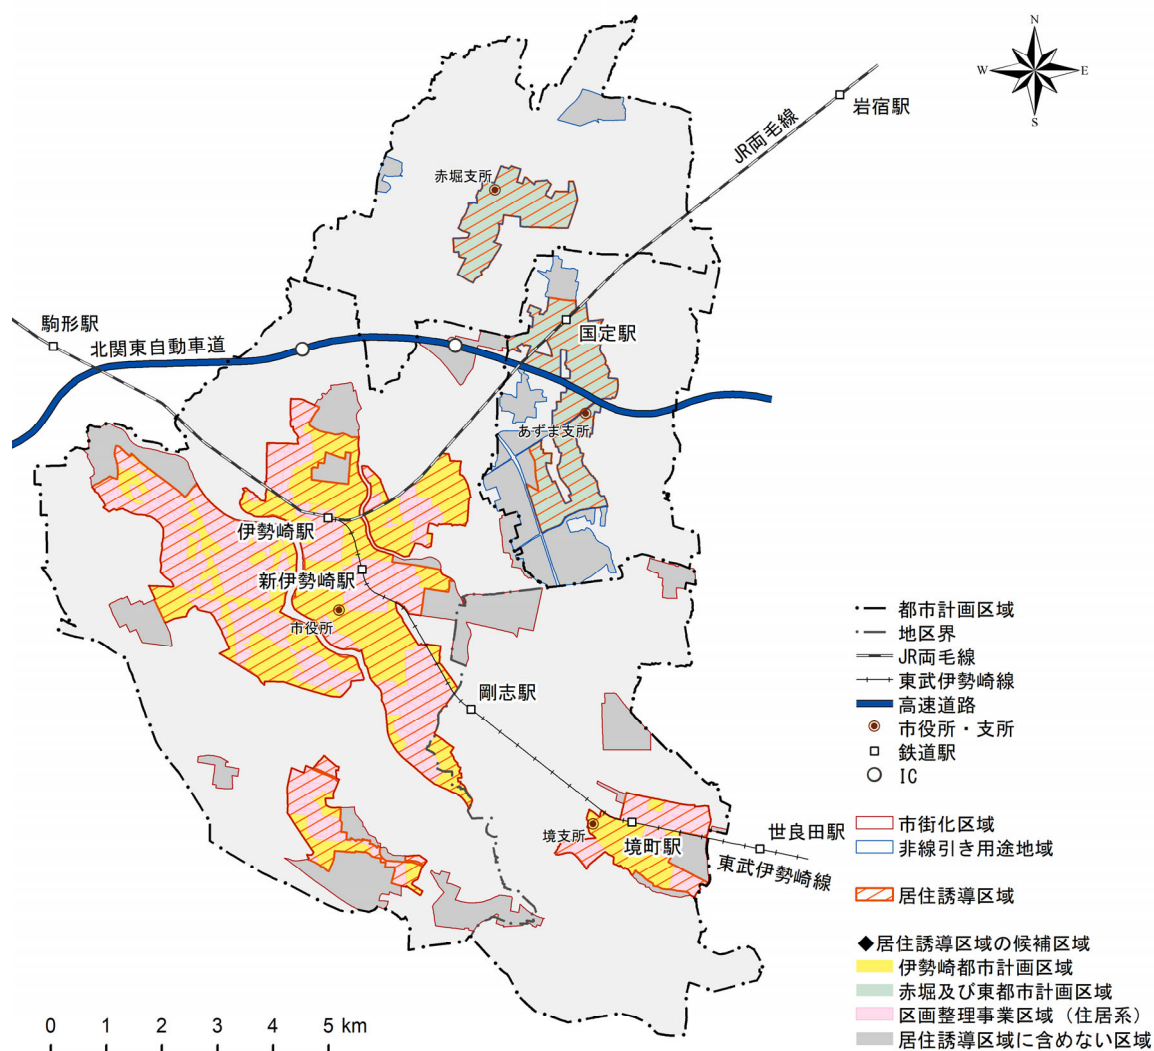 N
W
E
S
岩宿駅
JR両毛線
赤堀支所
駒形駅
北関東自動車道
国定駅
あずま支所
伊勢崎駅
新伊勢崎駅
市役所
剛志駅
境支所
境町駅
世良田駅
東武伊勢崎線
都市計画区域
地区界
JR両毛線
東武伊勢崎線
高速道路
市役所・支所
鉄道駅
IC
市街化区域
非線引き用途地域
居住誘導区域
◆居住誘導区域の候補区域
伊勢崎都市計画区域
赤堀及び東都市計画区域
区画整理事業区域(住居系)
居住誘導区域に含めない区域
0 1 2 3 4 5 km